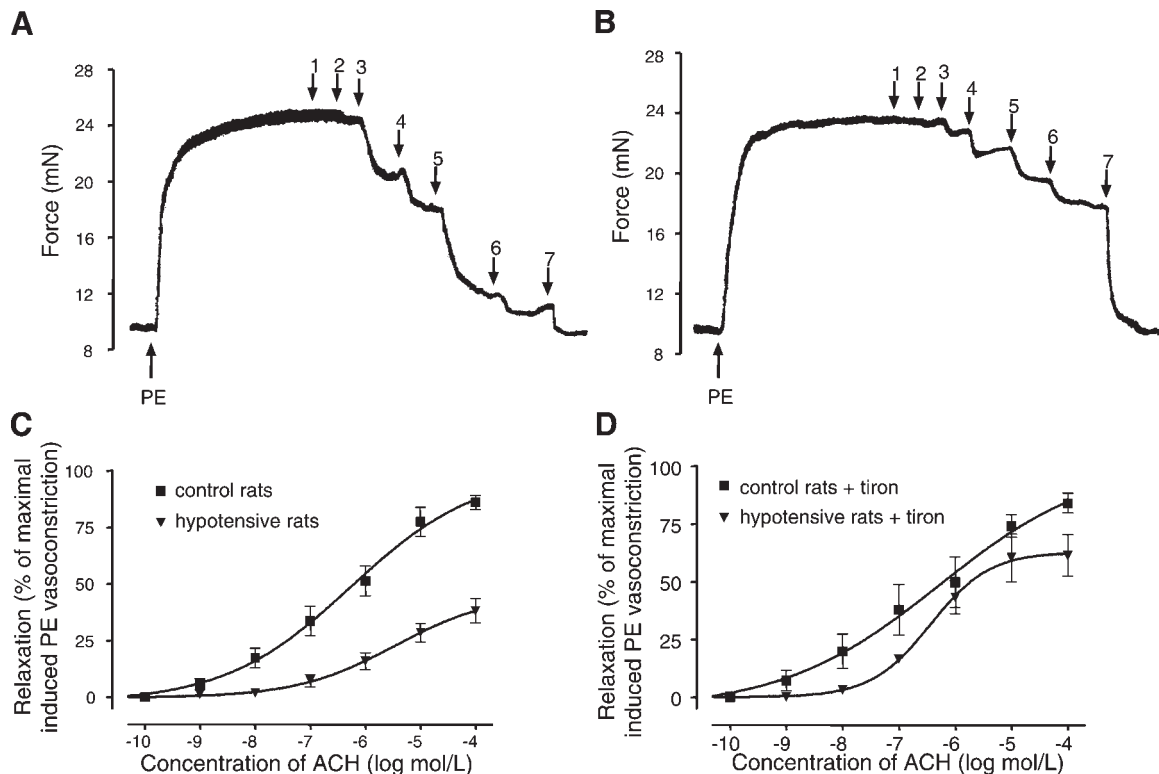 A
Force (mN)
28
24
20
16
12
8
1 2 3
4
5
6
7
PE
B
Force (mN)
28
24
20
16
12
8
1 2 3
4
5
6
7
PE
C
Relaxation (% of maximal
induced PE vasoconstriction)
100
75
50
25
0
control rats
hypotensive rats
-10 -9 -8 -7 -6 -5 -4
Concentration of ACH (log mol/L)
D
Relaxation (% of maximal
induced PE vasoconstriction)
100
75
50
25
0
control rats + tiron
hypotensive rats + tiron
-10 -9 -8 -7 -6 -5 -4
Concentration of ACH (log mol/L)